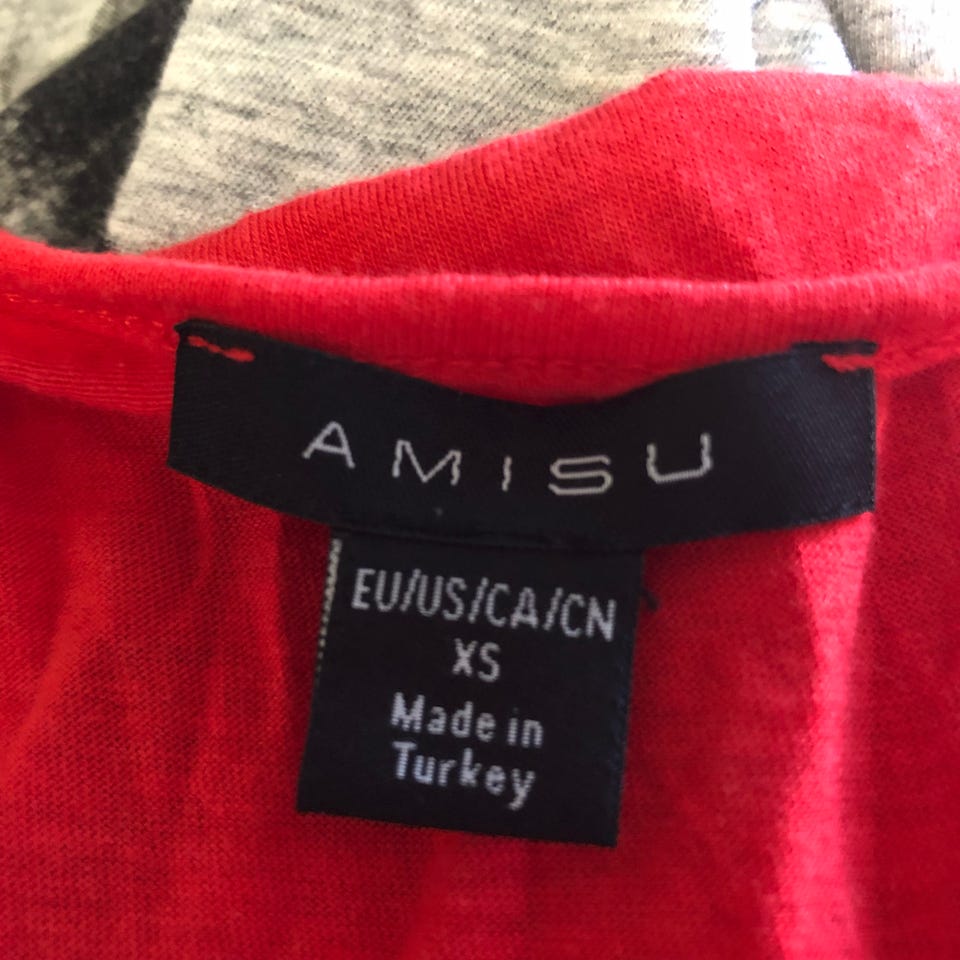 AMISU
EU/US/CA/CN
XS
Made in
Turkey